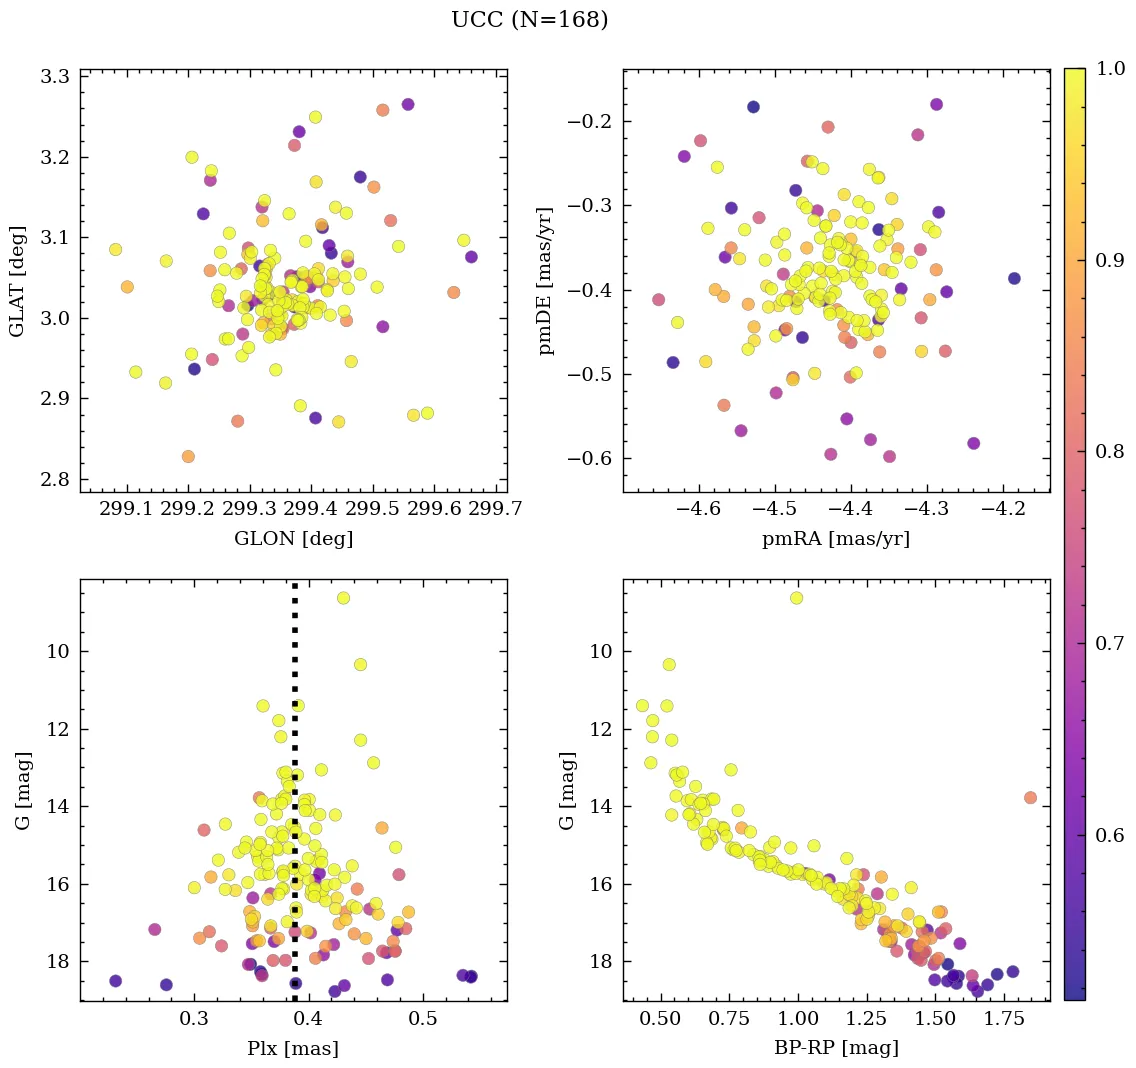 UCC (N=168)
3.3
3.2
3.1
3.0
2.9
2.8
GLAT [deg]
299.1 299.2 299.3 299.4 299.5 299.6 299.7
GLON [deg]
−0.2
−0.3
−0.4
−0.5
−0.6
pmDE [mas/yr]
−4.6 −4.5 −4.4 −4.3 −4.2
pmRA [mas/yr]
1.0
0.9
0.8
0.7
0.6
10
12
14
16
18
G [mag]
0.3 0.4 0.5
Plx [mas]
10
12
14
16
18
G [mag]
0.50 0.75 1.00 1.25 1.50 1.75
BP-RP [mag]